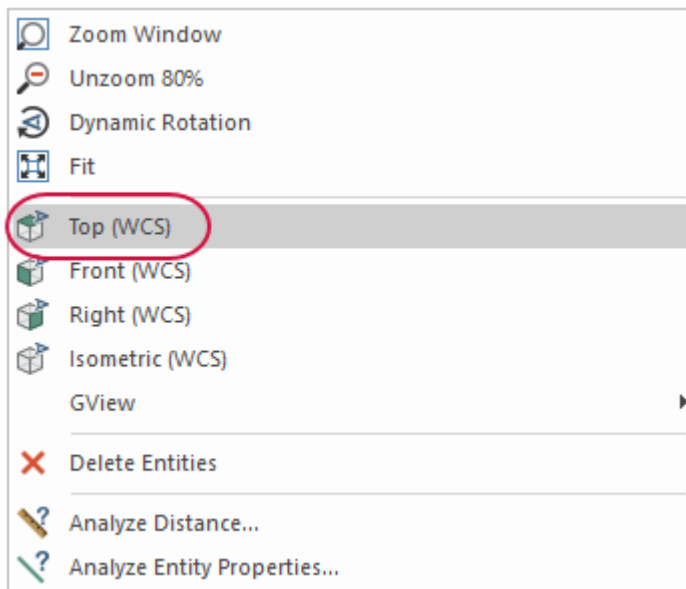 Zoom Window
Unzoom 80%
Dynamic Rotation
Fit
Top (WCS)
Front (WCS)
Right (WCS)
Isometric (WCS)
GView
Delete Entities
Analyze Distance...
Analyze Entity Properties...